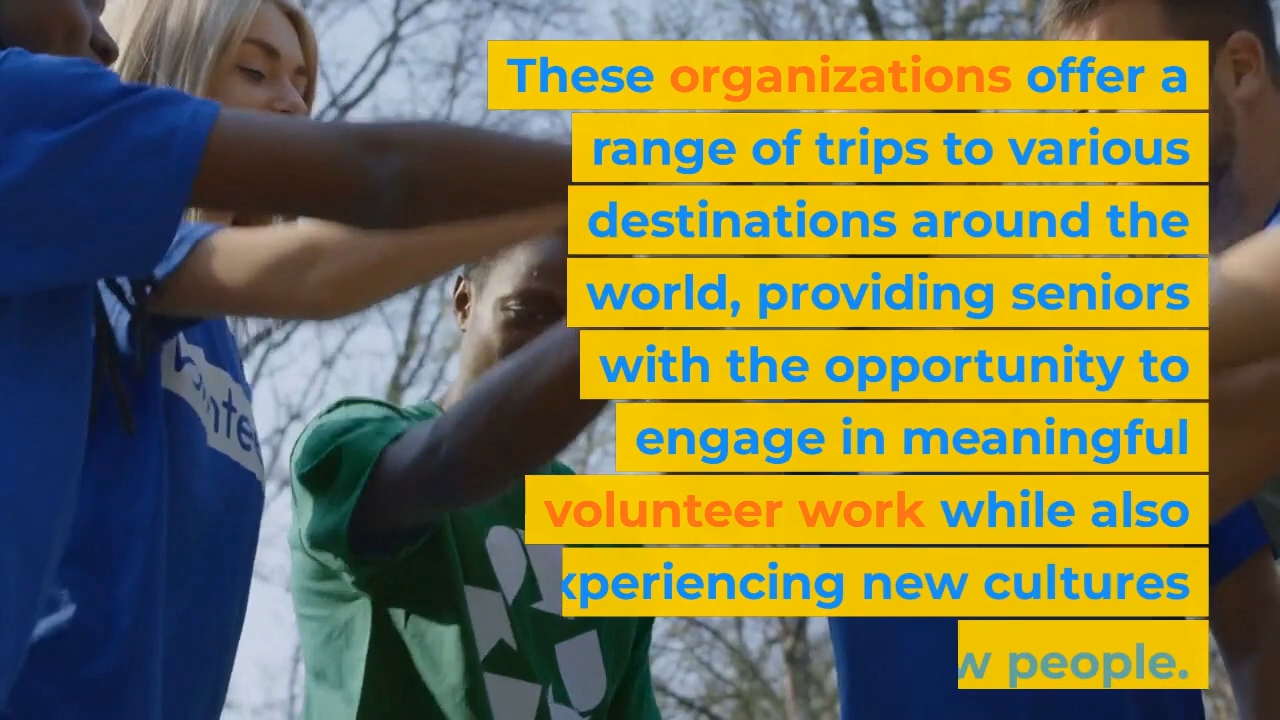 These organizations offer a
range of trips to various
destinations around the
world, providing seniors
with the opportunity to
engage in meaningful
volunteer work while also
xperiencing new cultures
w people.